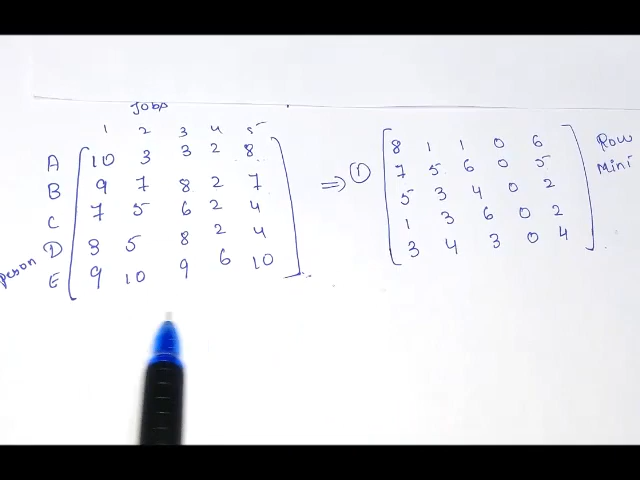 Jobs
1 2 3 4 5
A 10 3 3 2 8
B 9 7 8 2 7
C 7 5 6 2 4
D 3 5 8 2 4
person E 9 10 9 6 10
⇒ ① 8 1 1 0 6 Row
7 5 6 0 5 mini
5 3 4 0 2
1 3 6 0 2
3 4 3 0 4